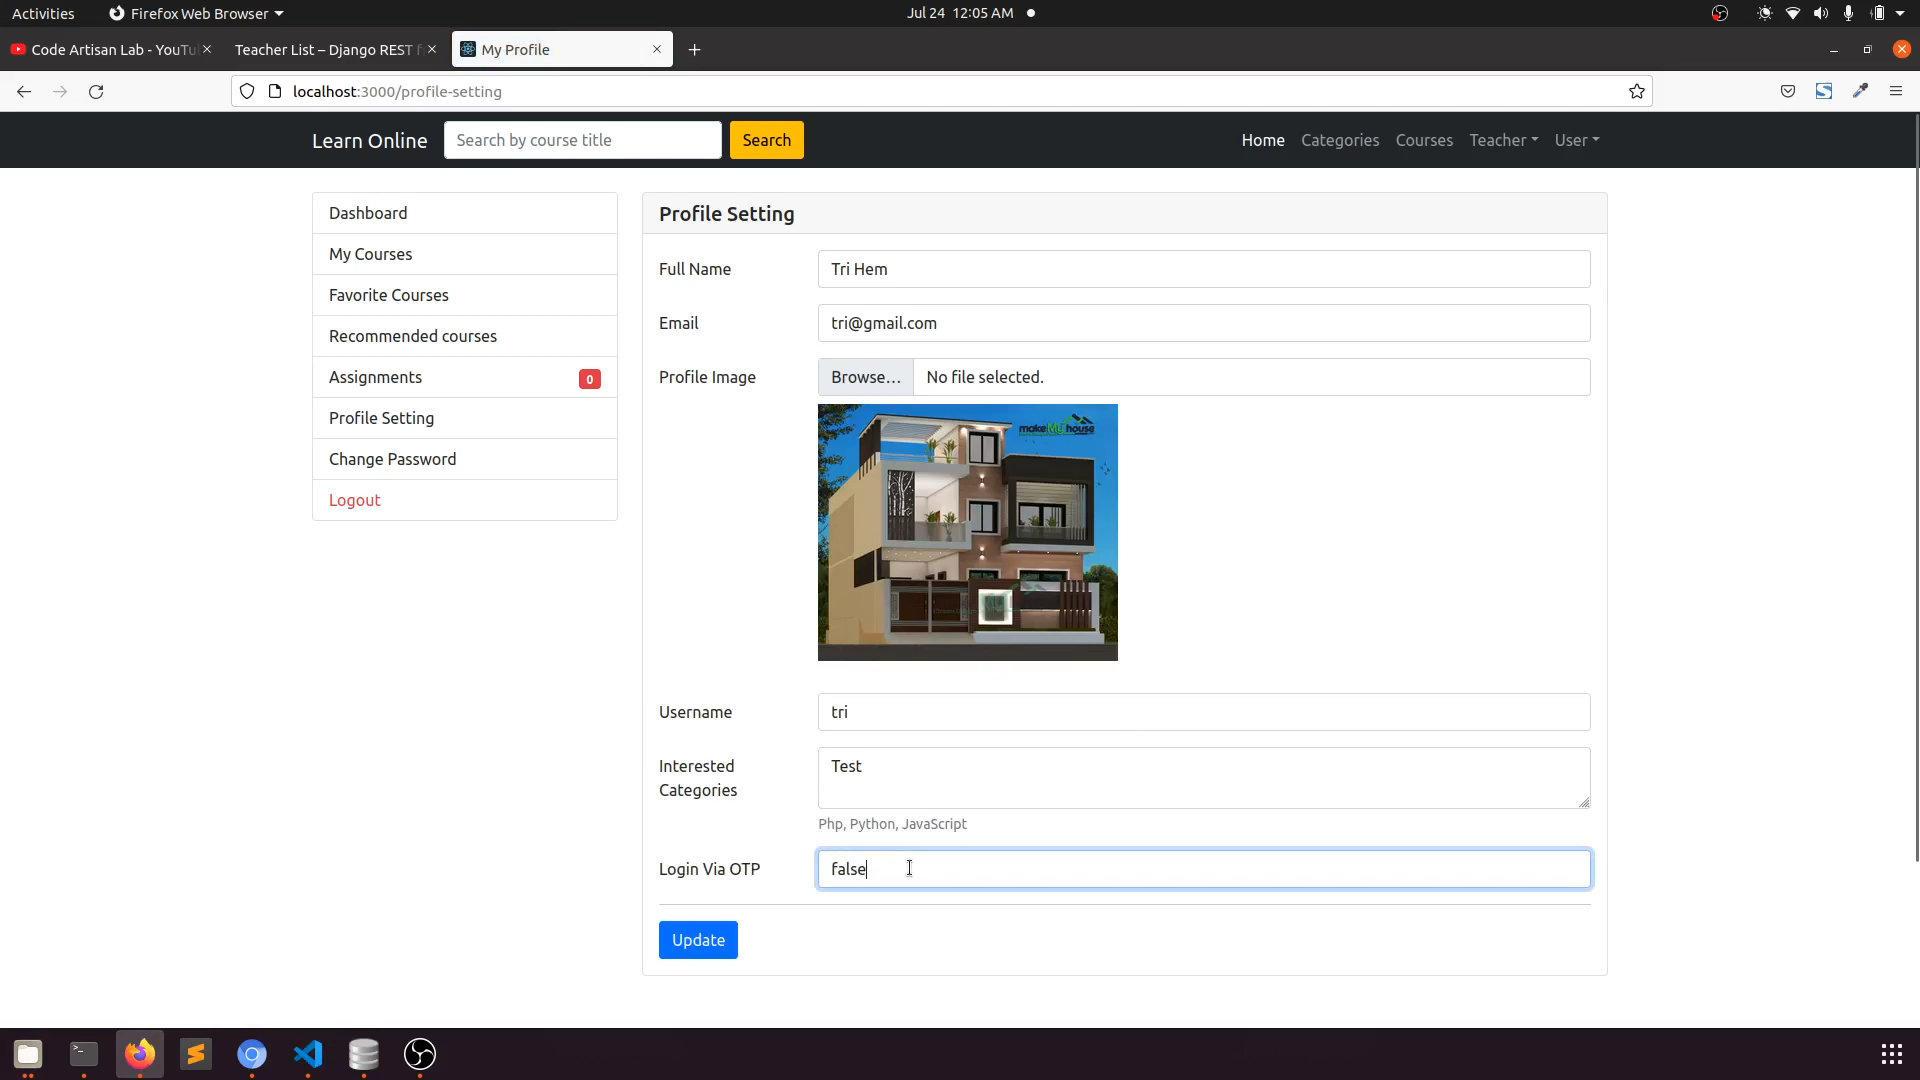 Activities
Firefox Web Browser
Jul 24 12:05 AM
Code Artisan Lab - YouTu
Teacher List – Django REST f
My Profile
localhost:3000/profile-setting
Learn Online
Search by course title
Search
Home
Categories
Courses
Teacher
User
Dashboard
My Courses
Favorite Courses
Recommended courses
Assignments
0
Profile Setting
Change Password
Logout
Profile Setting
Full Name
Tri Hem
Email
tri@gmail.com
Profile Image
Browse…
No file selected.
makeMy house
Username
tri
Interested
Categories
Test
Php, Python, JavaScript
Login Via OTP
false
Update